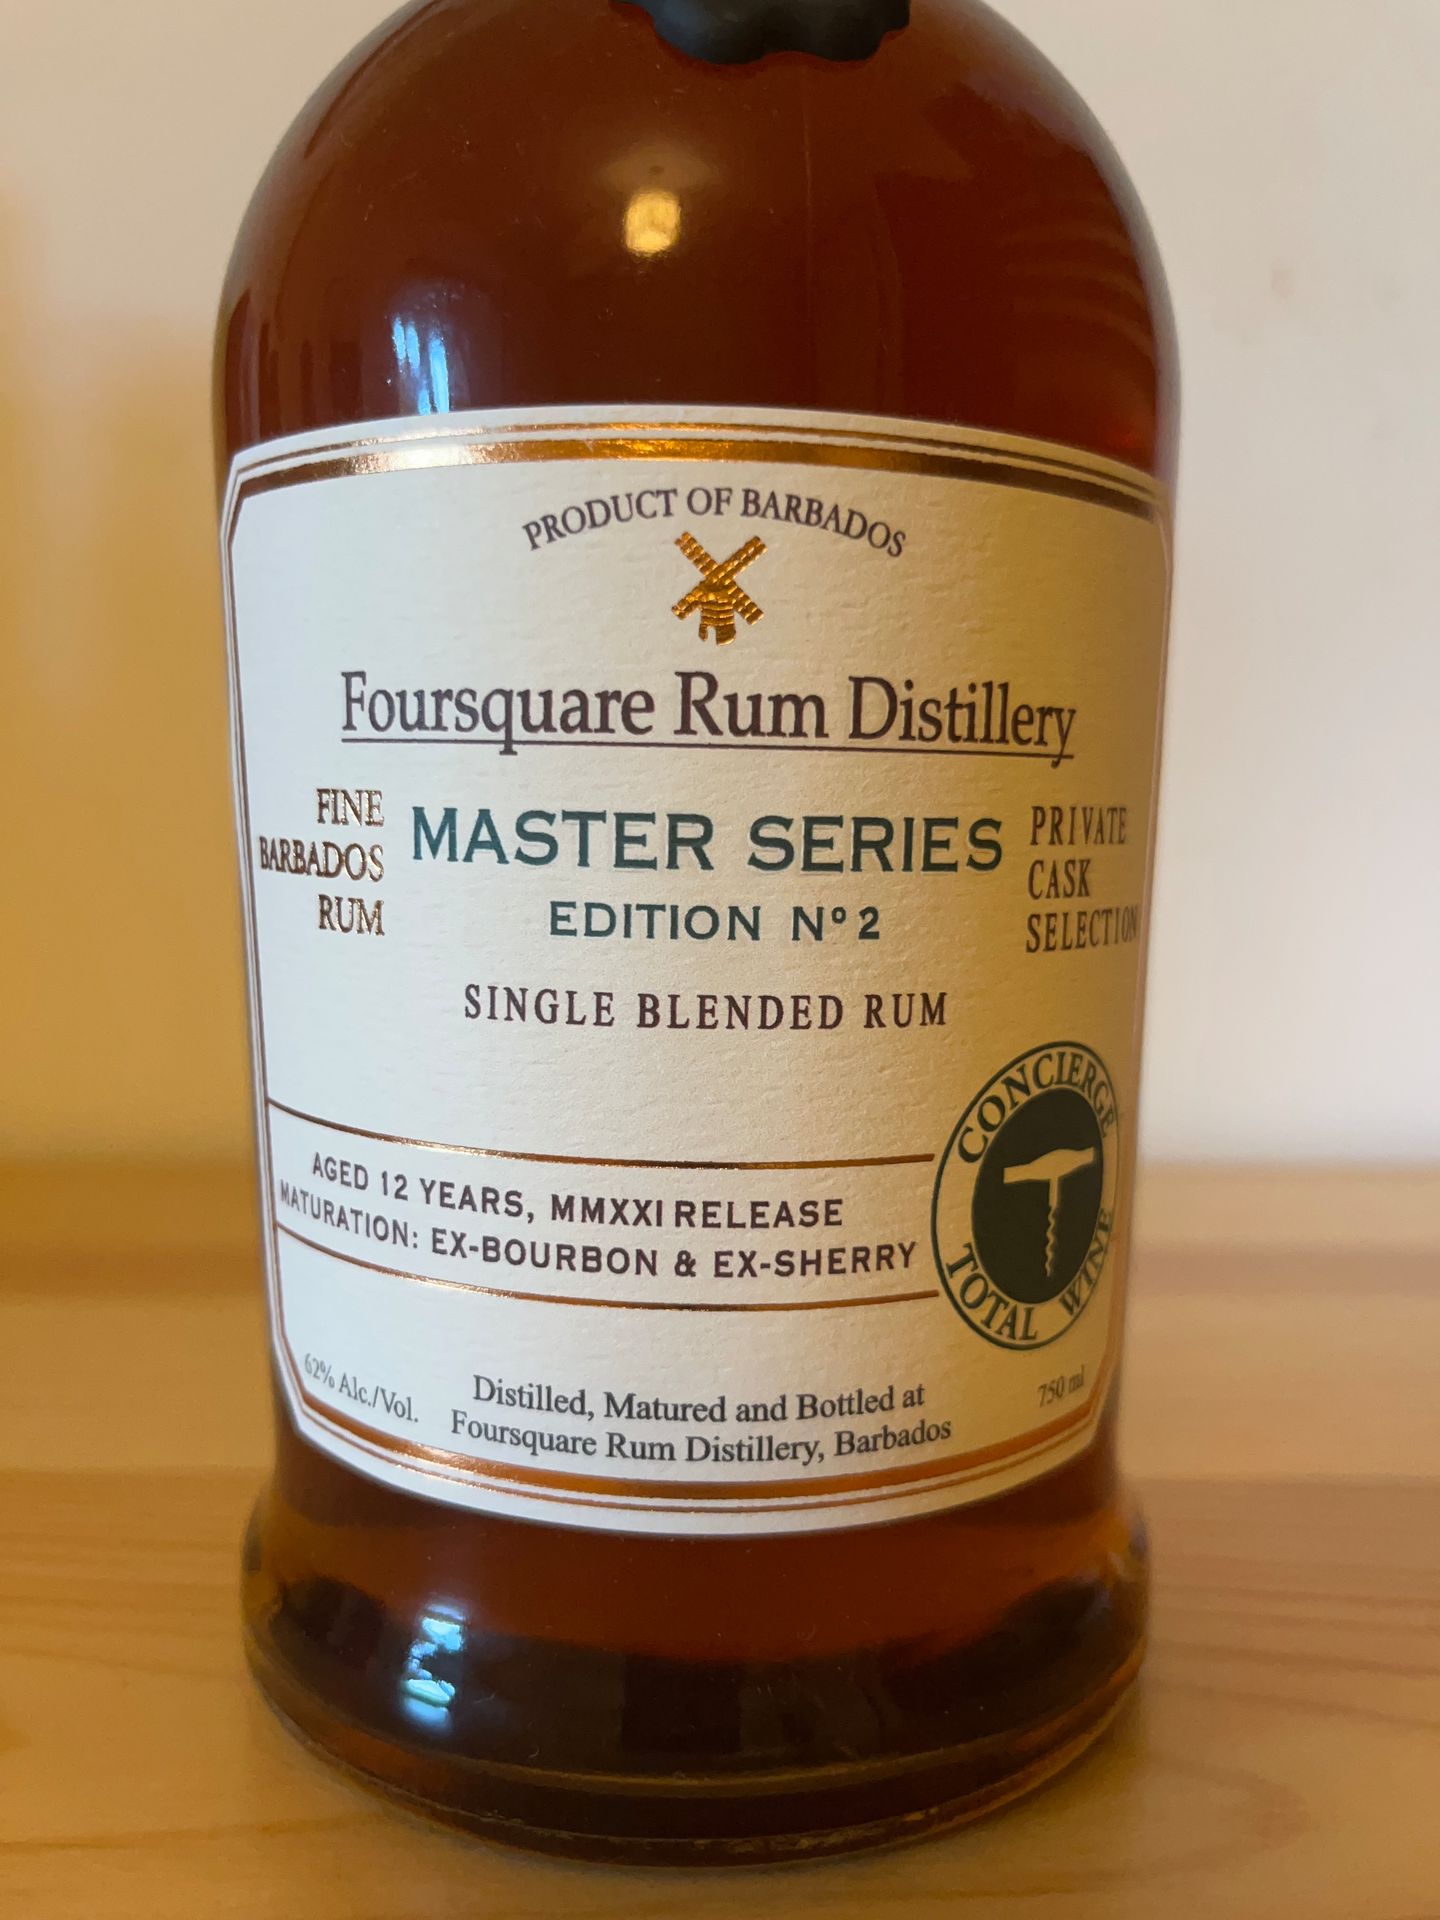 PRODUCT OF BARBADOS
Foursquare Rum Distillery
FINE
BARBADOS
RUM
MASTER SERIES
EDITION Nº 2
PRIVATE
CASK
SELECTION
SINGLE BLENDED RUM
CONCIERGE
TOTAL WINE
AGED 12 YEARS, MMXXI RELEASE
MATURATION: EX-BOURBON & EX-SHERRY
62% Alc./Vol.
Distilled, Matured and Bottled at
Foursquare Rum Distillery, Barbados
750 ml